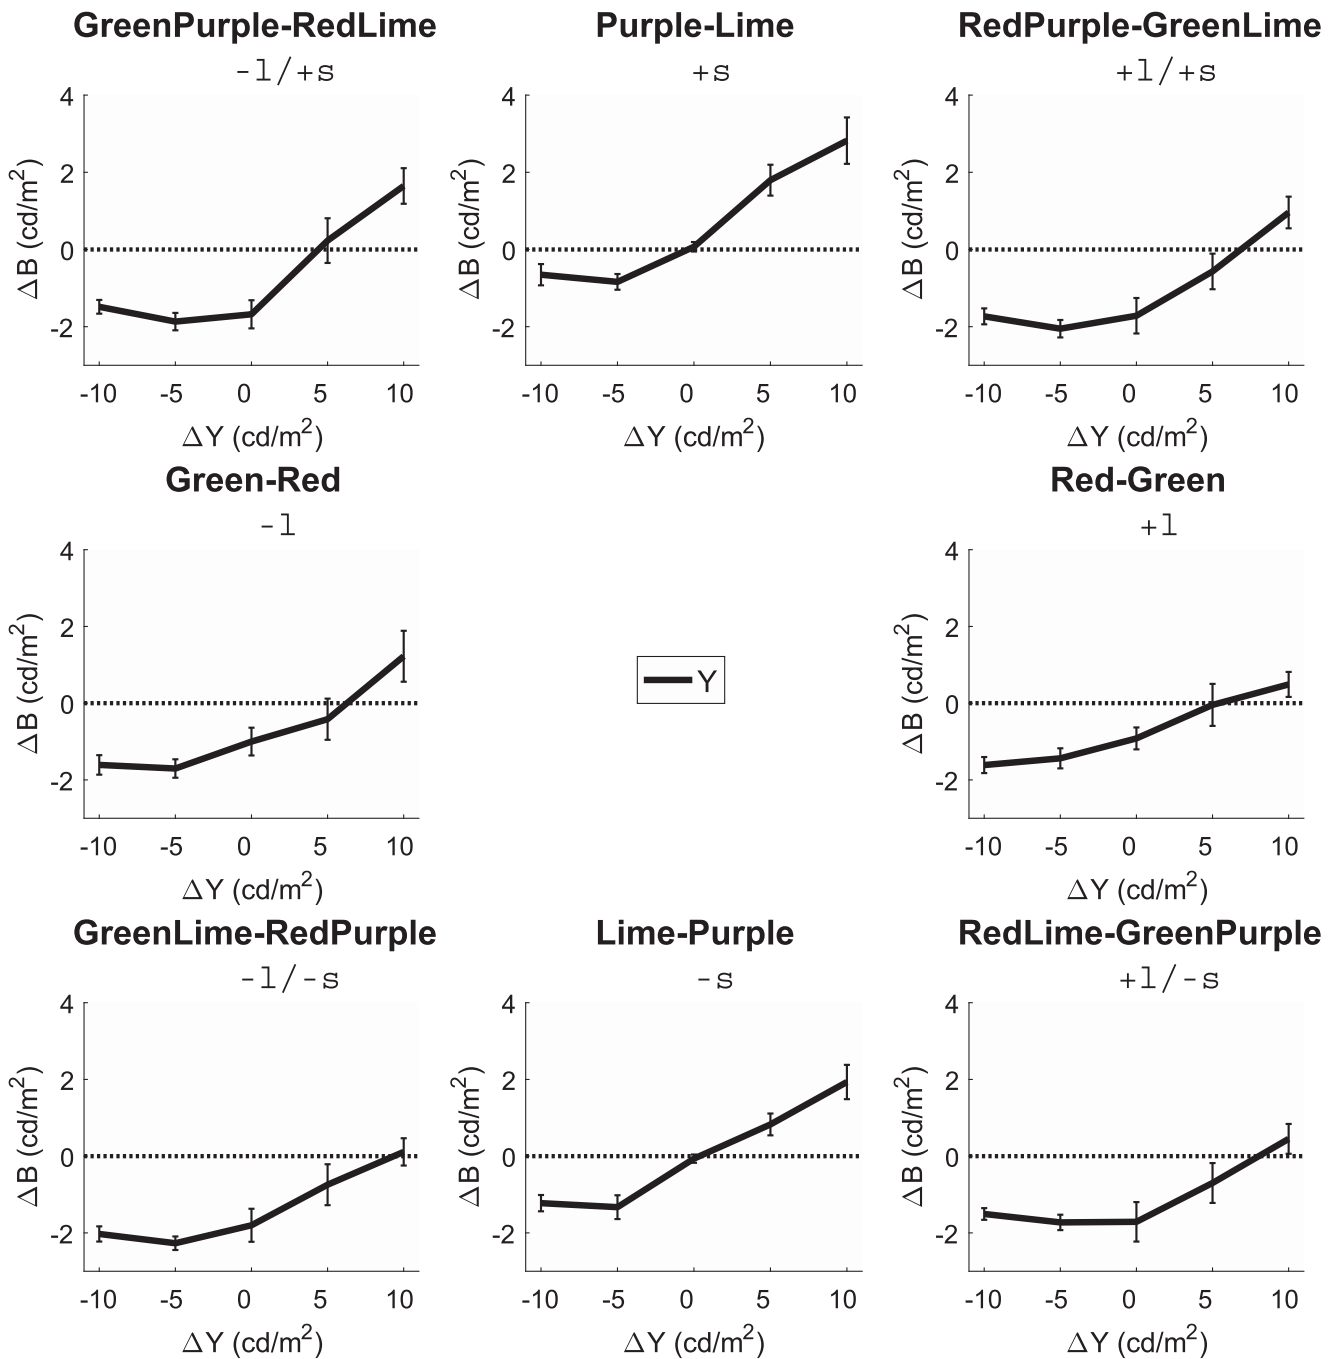 GreenPurple-RedLime Purple-Lime RedPurple-GreenLime
-l/+s +s +l/+s
4 4 4
2 2 2
0 0 0
-2 -2 -2
ΔB (cd/m²) ΔB (cd/m²) ΔB (cd/m²)
-10 -5 0 5 10 -10 -5 0 5 10 -10 -5 0 5 10
ΔY (cd/m²) ΔY (cd/m²) ΔY (cd/m²)
Green-Red Red-Green
-l +l
4 4
2 2
0 Y 0
-2 -2
ΔB (cd/m²) ΔB (cd/m²)
-10 -5 0 5 10 -10 -5 0 5 10
ΔY (cd/m²) ΔY (cd/m²)
GreenLime-RedPurple Lime-Purple RedLime-GreenPurple
-l/-s -s +l/-s
4 4 4
2 2 2
0 0 0
-2 -2 -2
ΔB (cd/m²) ΔB (cd/m²) ΔB (cd/m²)
-10 -5 0 5 10 -10 -5 0 5 10 -10 -5 0 5 10
ΔY (cd/m²) ΔY (cd/m²) ΔY (cd/m²)